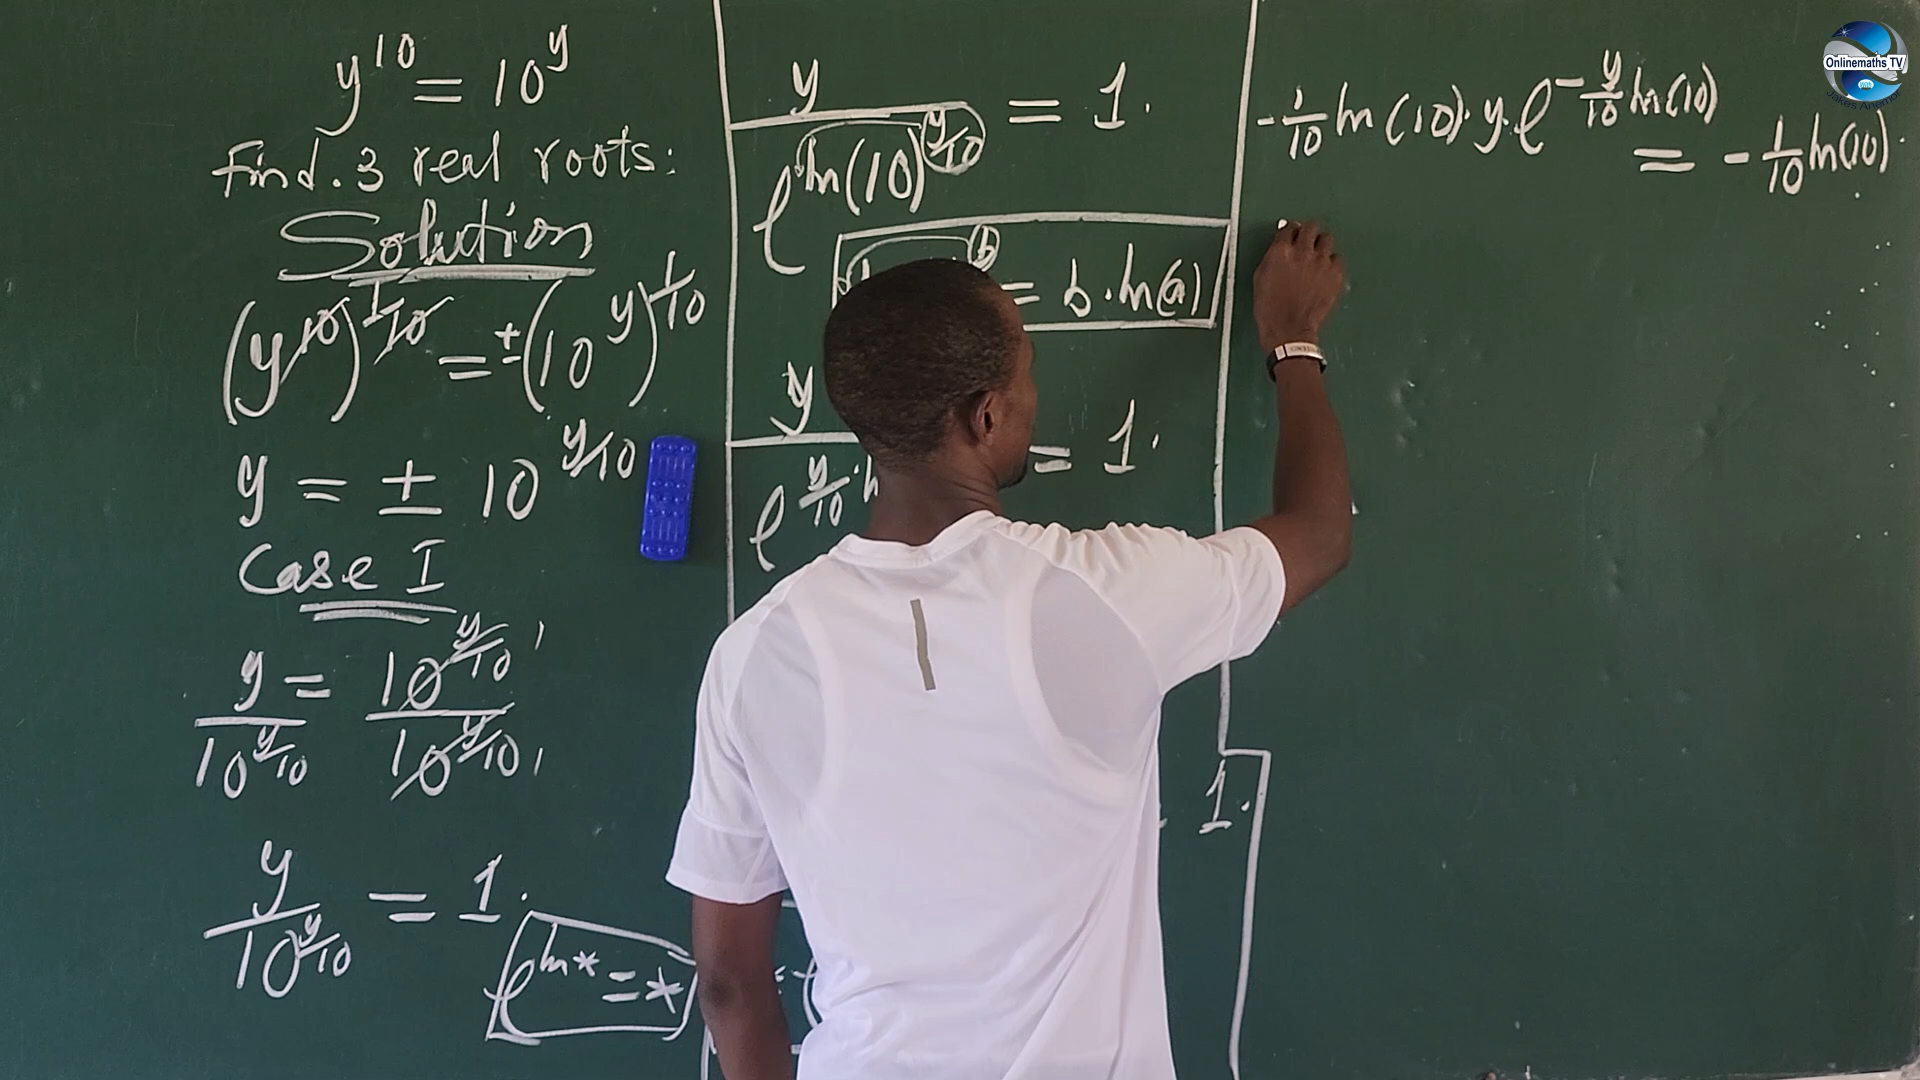 y^10 = 10^y
Find. 3 real roots:
Solution
(y^10)^1/10 = ±(10^y)^1/10
y = ± 10^y/10
Case I
y/10^y/10 = 10^y/10/10^y/10
y/10^y/10 = 1.
e^ln* = *
y/e^ln(10)^y/10 = 1.
= b.ln(a)
y
= 1.
e^y/10
1.
-1/10 ln(10).y.e^-y/10 ln(10)
= -1/10 ln(10).
Onlinemaths TV